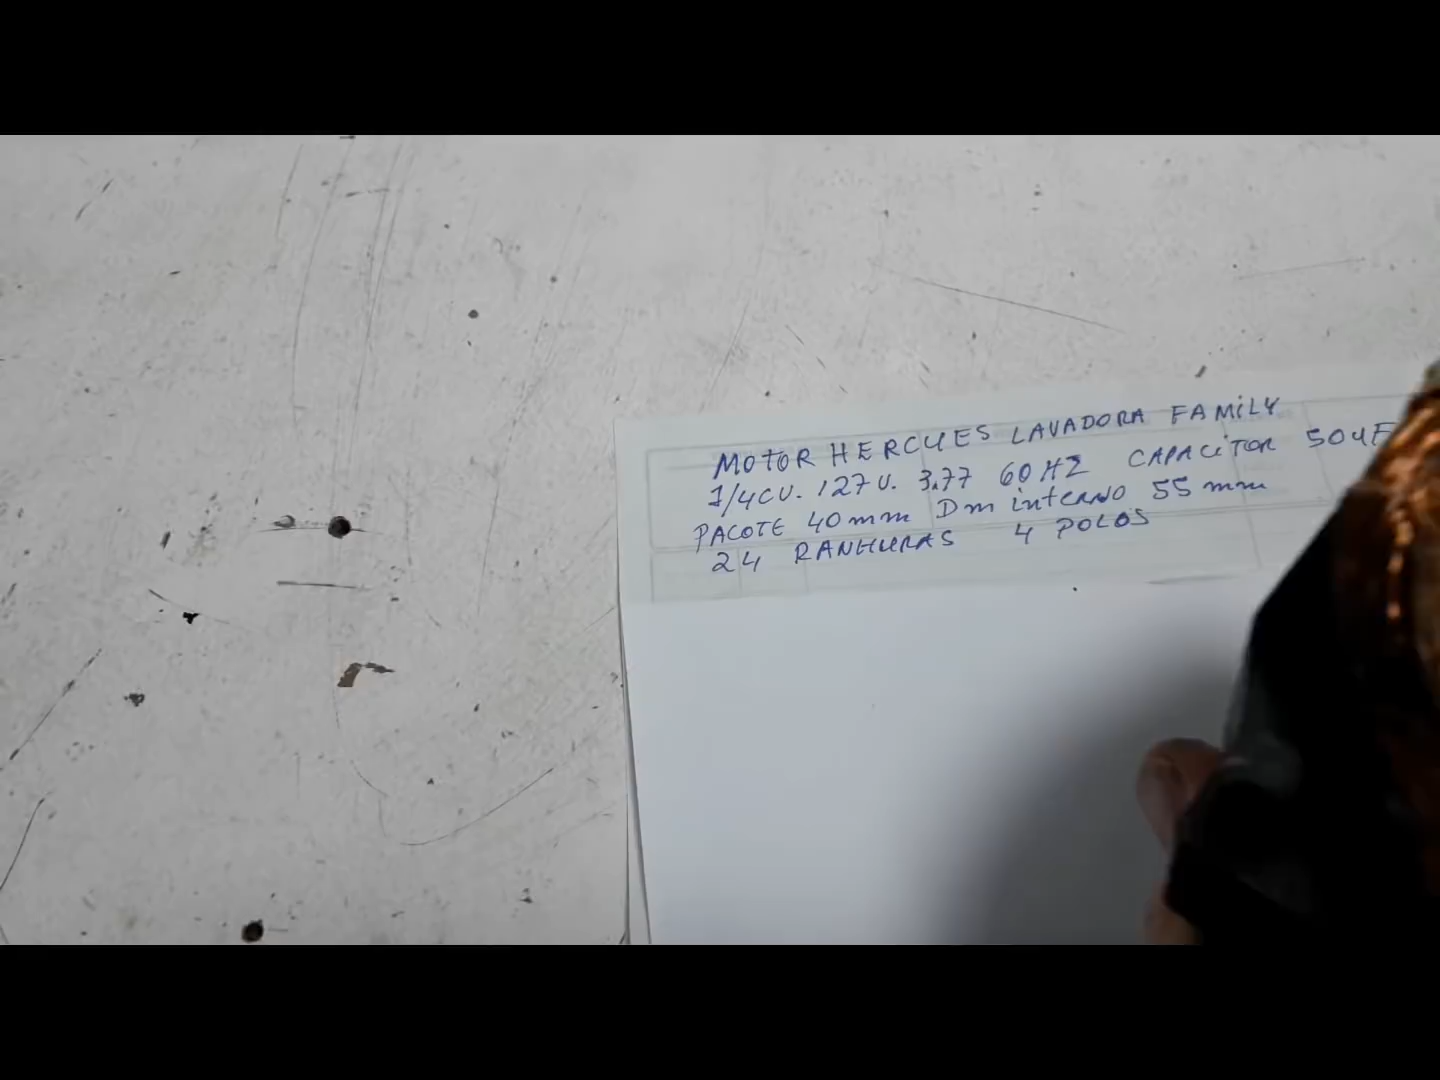 MOTOR HERCULES LAVADORA FAMILY
1/4CV. 127V. 3.77 60HZ CAPACITOR 50UF
PACOTE 40mm Dm interno 55mm
24 RANHURAS 4 POLOS